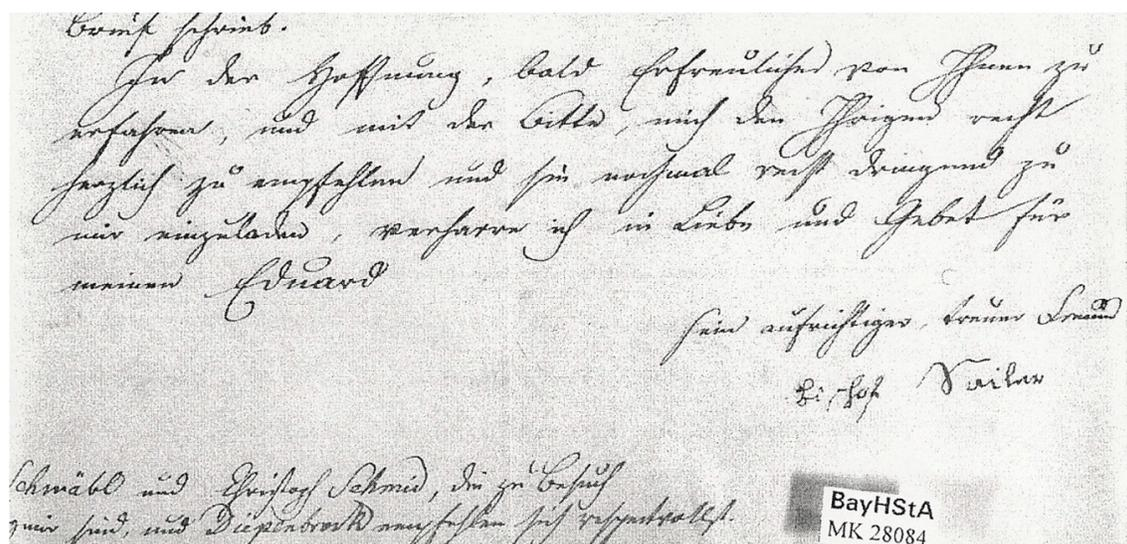 Brief schrieb.
In der Hoffnung, bald Erfreuliches von Ihnen zu
erfahren, und mit der Bitte, mich den Ihrigen recht
herzlich zu empfehlen und sie nochmal recht dringend zu
mir einzuladen, verharre ich in Liebe und Gebet für
meinen Eduard
sein aufrichtiger, treuer Freund
Bischof Sailer
Schwäbl und Christoph Schmid, die zu Besuch
mir sind, und Diepenbrock empfehlen sich respectvollst.
BayHStA
MK 28084